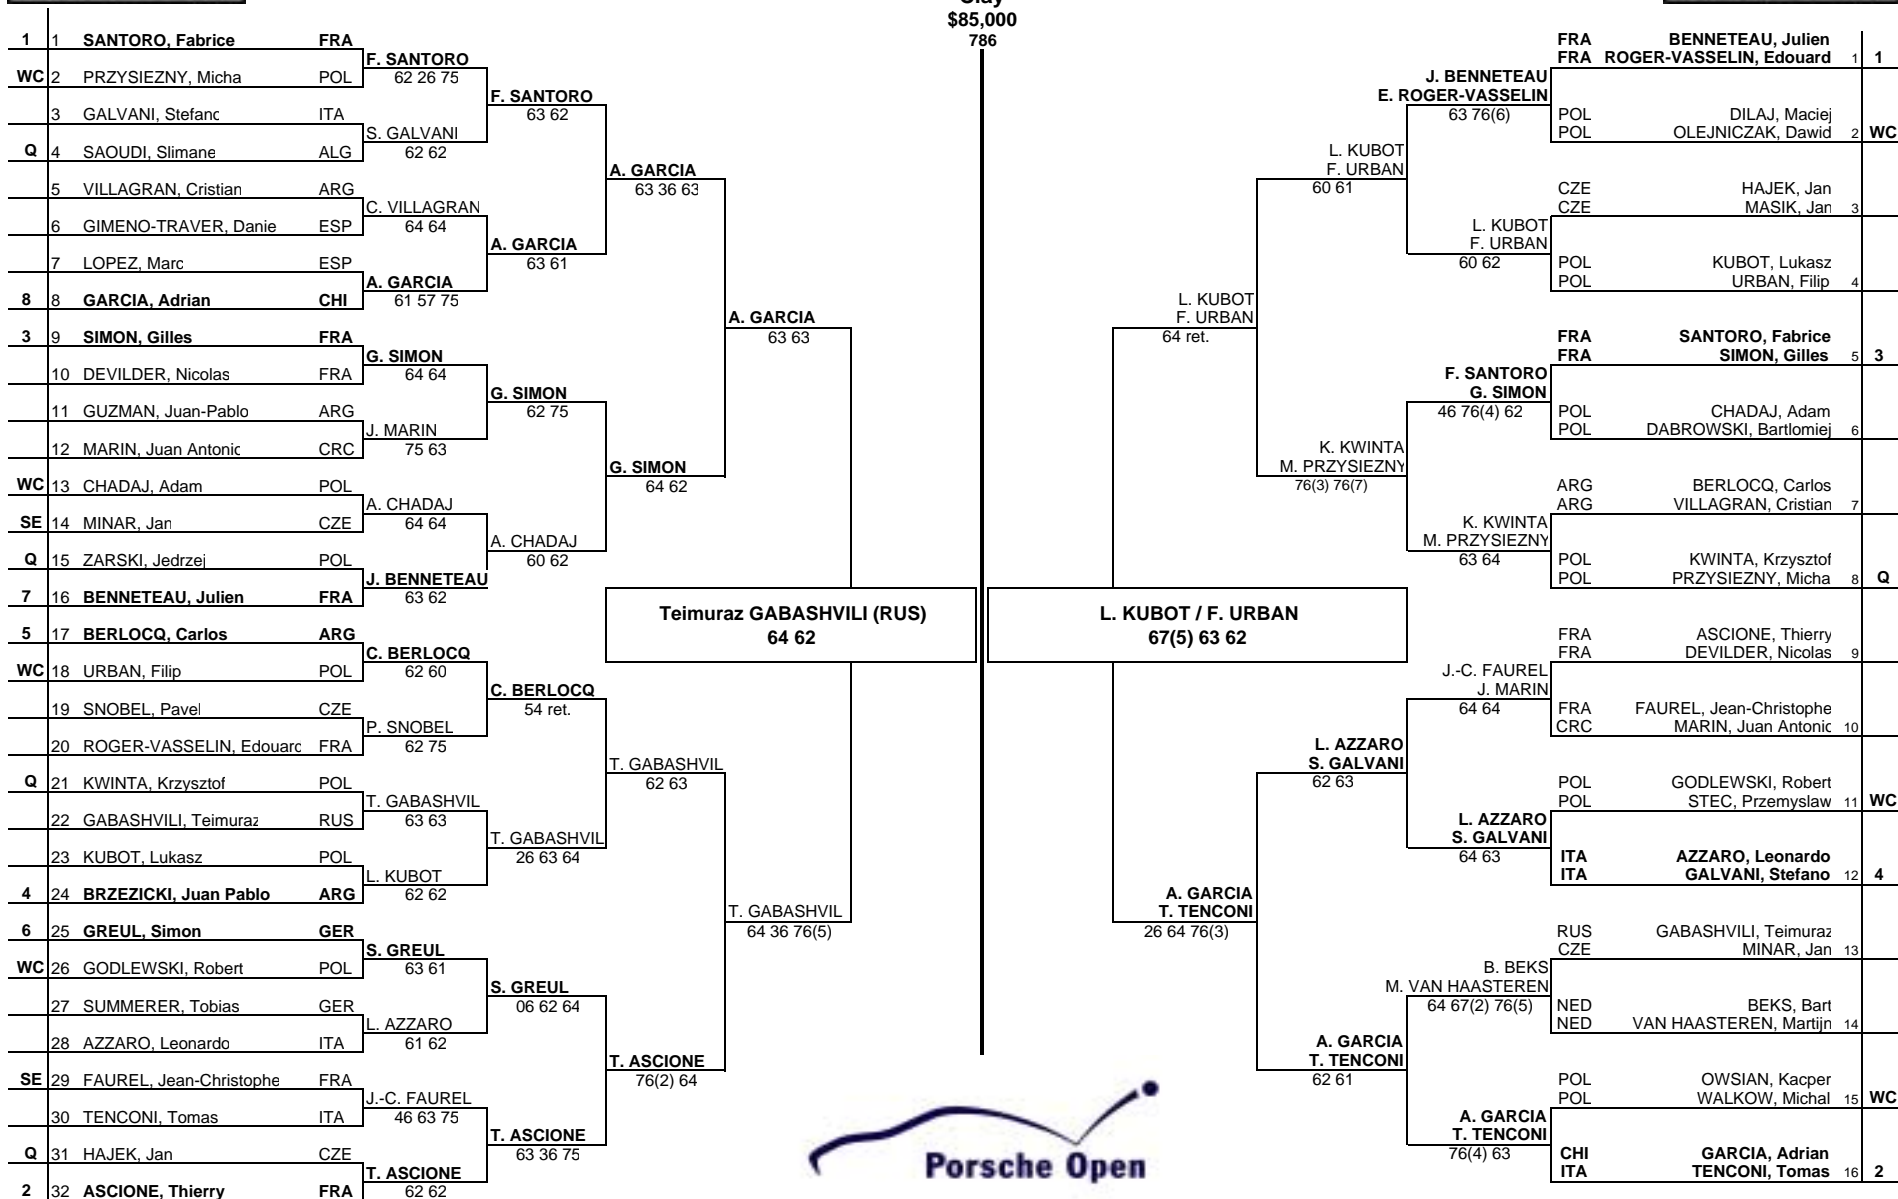 Clay
$85,000
786
1 1 SANTORO, Fabrice FRA
F. SANTORO
WC 2 PRZYSIEZNY, Micha POL 62 26 75
F. SANTORO
3 GALVANI, Stefano ITA 63 62
S. GALVANI
Q 4 SAOUDI, Slimane ALG 62 62
A. GARCIA
5 VILLAGRAN, Cristian ARG 63 36 63
C. VILLAGRAN
6 GIMENO-TRAVER, Danie ESP 64 64
A. GARCIA
7 LOPEZ, Marc ESP 63 61
A. GARCIA
8 8 GARCIA, Adrian CHI 61 57 75
A. GARCIA
3 9 SIMON, Gilles FRA 63 63
G. SIMON
10 DEVILDER, Nicolas FRA 64 64
G. SIMON
11 GUZMAN, Juan-Pablo ARG 62 75
J. MARIN
12 MARIN, Juan Antonio CRC 75 63
G. SIMON
WC 13 CHADAJ, Adam POL 64 62
A. CHADAJ
SE 14 MINAR, Jan CZE 64 64
A. CHADAJ
Q 15 ZARSKI, Jedrzej POL 60 62
J. BENNETEAU
7 16 BENNETEAU, Julien FRA 63 62
Teimuraz GABASHVILI (RUS)
64 62
5 17 BERLOCQ, Carlos ARG
C. BERLOCQ
WC 18 URBAN, Filip POL 62 60
C. BERLOCQ
19 SNOBEL, Pavel CZE 54 ret.
P. SNOBEL
20 ROGER-VASSELIN, Edouard FRA 62 75
T. GABASHVIL
Q 21 KWINTA, Krzysztof POL 62 63
T. GABASHVIL
22 GABASHVILI, Teimuraz RUS 63 63
T. GABASHVIL
23 KUBOT, Lukasz POL 26 63 64
L. KUBOT
4 24 BRZEZICKI, Juan Pablo ARG 62 62
T. GABASHVIL
6 25 GREUL, Simon GER 64 36 76(5)
S. GREUL
WC 26 GODLEWSKI, Robert POL 63 61
S. GREUL
27 SUMMERER, Tobias GER 06 62 64
L. AZZARO
28 AZZARO, Leonardo ITA 61 62
T. ASCIONE
SE 29 FAUREL, Jean-Christophe FRA 76(2) 64
J.-C. FAUREL
30 TENCONI, Tomas ITA 46 63 75
T. ASCIONE
Q 31 HAJEK, Jan CZE 63 36 75
T. ASCIONE
2 32 ASCIONE, Thierry FRA 62 62
FRA BENNETEAU, Julien
FRA ROGER-VASSELIN, Edouard 1 1
J. BENNETEAU
E. ROGER-VASSELIN
63 76(6) POL DILAJ, Maciej
POL OLEJNICZAK, Dawid 2 WC
L. KUBOT
F. URBAN
60 61 CZE HAJEK, Jan
CZE MASIK, Jan 3
L. KUBOT
F. URBAN
60 62 POL KUBOT, Lukasz
POL URBAN, Filip 4
L. KUBOT
F. URBAN
64 ret. FRA SANTORO, Fabrice
FRA SIMON, Gilles 5 3
F. SANTORO
G. SIMON
46 76(4) 62 POL CHADAJ, Adam
POL DABROWSKI, Bartlomiej 6
K. KWINTA
M. PRZYSIEZNY
76(3) 76(7) ARG BERLOCQ, Carlos
ARG VILLAGRAN, Cristian 7
K. KWINTA
M. PRZYSIEZNY
63 64 POL KWINTA, Krzysztof
POL PRZYSIEZNY, Micha 8 Q
L. KUBOT / F. URBAN
67(5) 63 62
FRA ASCIONE, Thierry
FRA DEVILDER, Nicolas 9
J.-C. FAUREL
J. MARIN
64 64 FRA FAUREL, Jean-Christophe
CRC MARIN, Juan Antonio 10
L. AZZARO
S. GALVANI
62 63 POL GODLEWSKI, Robert
POL STEC, Przemyslaw 11 WC
L. AZZARO
S. GALVANI
64 63 ITA AZZARO, Leonardo
ITA GALVANI, Stefano 12 4
A. GARCIA
T. TENCONI
26 64 76(3) RUS GABASHVILI, Teimuraz
CZE MINAR, Jan 13
B. BEKS
M. VAN HAASTEREN
64 67(2) 76(5) NED BEKS, Bart
NED VAN HAASTEREN, Martijn 14
A. GARCIA
T. TENCONI
62 61 POL OWSIAN, Kacper
POL WALKOW, Michal 15 WC
A. GARCIA
T. TENCONI
76(4) 63 CHI GARCIA, Adrian
ITA TENCONI, Tomas 16 2
Porsche Open